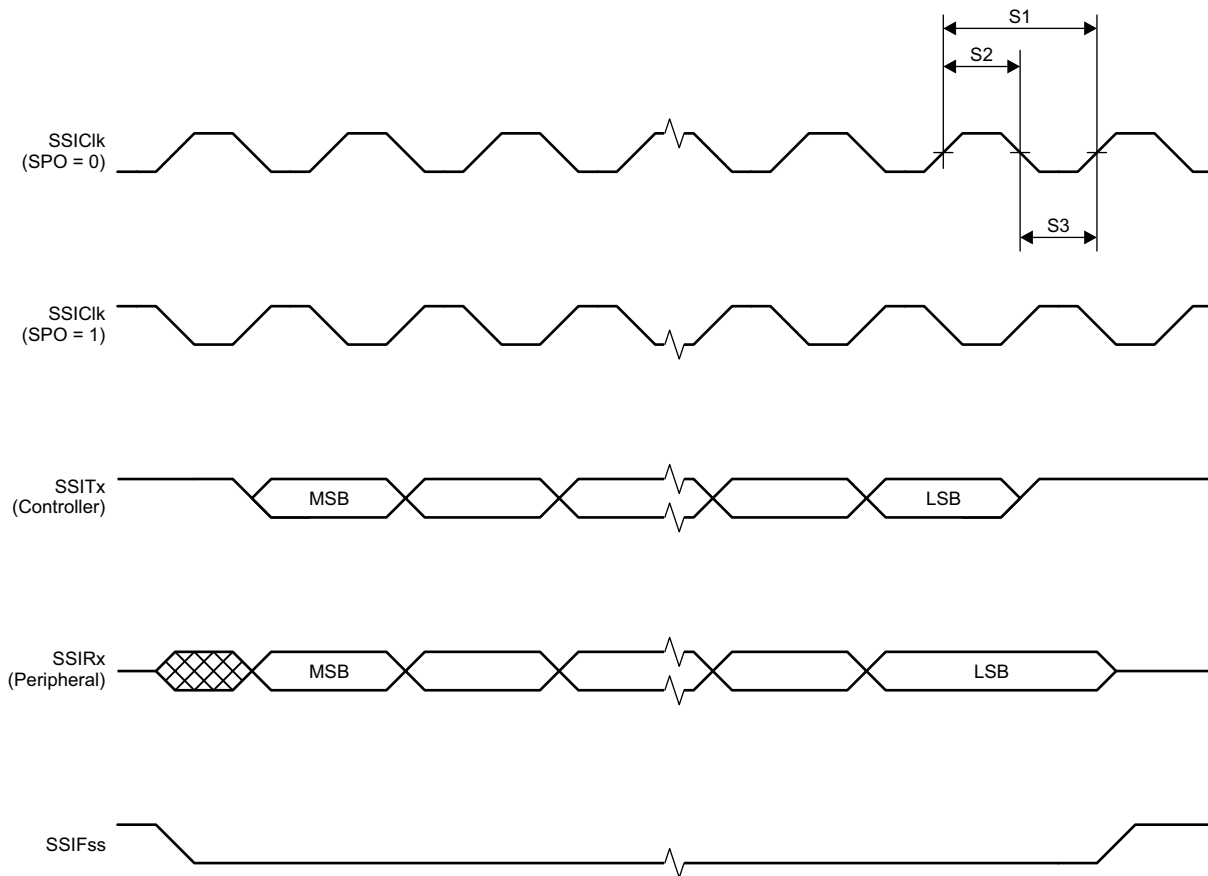 S1
S2
SSIClk
(SPO = 0)
S3
SSIClk
(SPO = 1)
SSITx
(Controller)
MSB
LSB
SSIRx
(Peripheral)
MSB
LSB
SSIFss